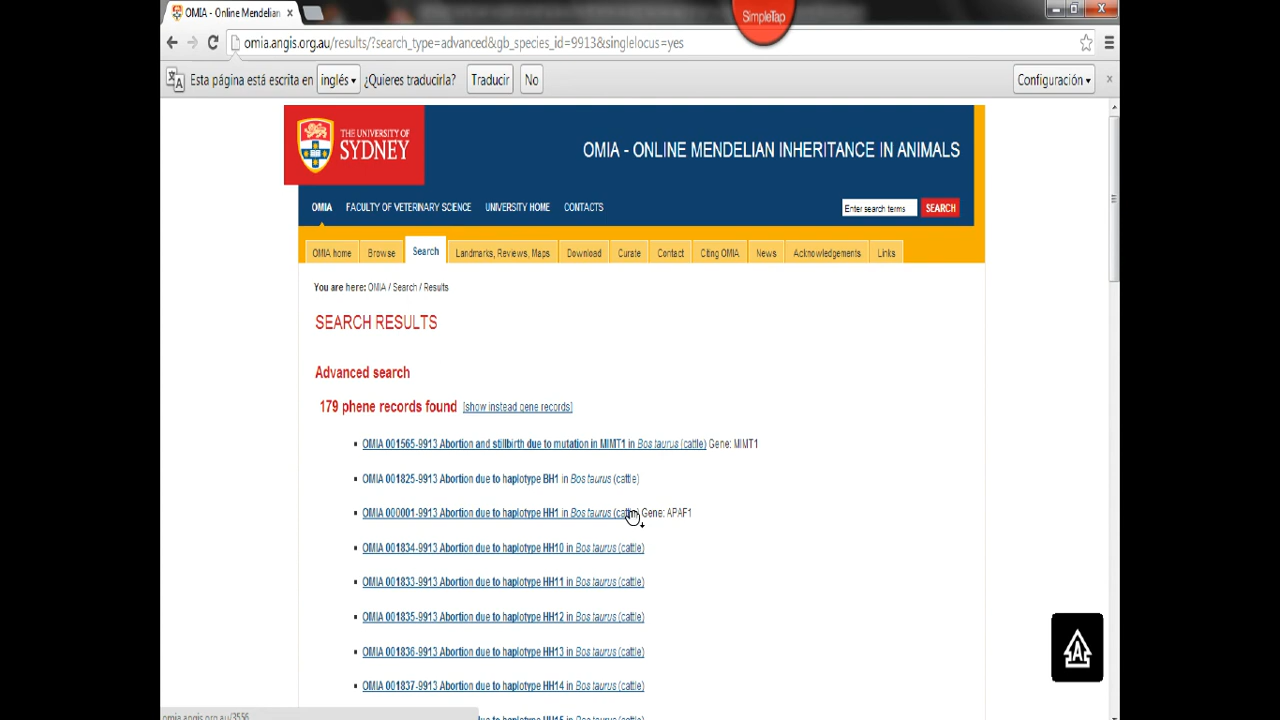 OMIA - Online Mendelian
SimpleTap
omia.angis.org.au/results/?search_type=advanced&gb_species_id=9913&singlelocus=yes
Esta página está escrita en inglés ¿Quieres traducirla? Traducir No Configuración
THE UNIVERSITY OF
SYDNEY
OMIA - ONLINE MENDELIAN INHERITANCE IN ANIMALS
OMIA FACULTY OF VETERINARY SCIENCE UNIVERSITY HOME CONTACTS Enter search terms SEARCH
OMIA home Browse Search Landmarks, Reviews, Maps Download Curate Contact Citing OMIA News Acknowledgements Links
You are here: OMIA / Search / Results
SEARCH RESULTS
Advanced search
179 phene records found [show instead gene records]
OMIA 001565-9913 Abortion and stillbirth due to mutation in MIMT1 in Bos taurus (cattle) Gene: MIMT1
OMIA 001825-9913 Abortion due to haplotype BH1 in Bos taurus (cattle)
OMIA 000001-9913 Abortion due to haplotype HH1 in Bos taurus (cattle) Gene: APAF1
OMIA 001834-9913 Abortion due to haplotype HH10 in Bos taurus (cattle)
OMIA 001833-9913 Abortion due to haplotype HH11 in Bos taurus (cattle)
OMIA 001835-9913 Abortion due to haplotype HH12 in Bos taurus (cattle)
OMIA 001836-9913 Abortion due to haplotype HH13 in Bos taurus (cattle)
OMIA 001837-9913 Abortion due to haplotype HH14 in Bos taurus (cattle)
omia.angis.org.au/3556